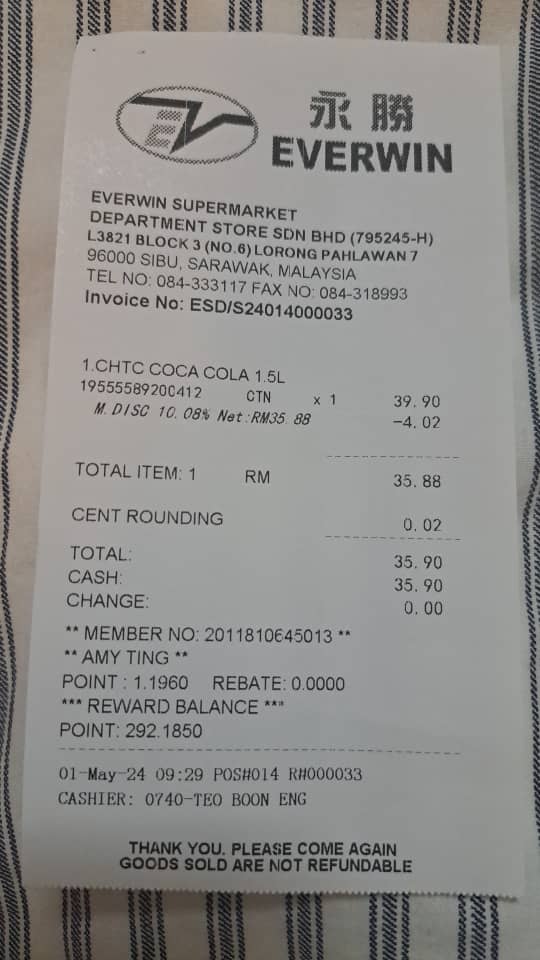 EV
永 勝
EVERWIN
EVERWIN SUPERMARKET
DEPARTMENT STORE SDN BHD (795245-H)
L3821 BLOCK 3 (NO.6) LORONG PAHLAWAN 7
96000 SIBU, SARAWAK, MALAYSIA
TEL NO: 084-333117 FAX NO: 084-318993
Invoice No: ESD/S24014000033
1.CHTC COCA COLA 1.5L
19555589200412 CTN x 1 39.90
M.DISC 10.08% Net:RM35.88 -4.02
TOTAL ITEM: 1 RM 35.88
CENT ROUNDING 0.02
TOTAL: 35.90
CASH: 35.90
CHANGE: 0.00
** MEMBER NO: 2011810645013 **
** AMY TING **
POINT : 1.1960 REBATE: 0.0000
*** REWARD BALANCE ***
POINT: 292.1850
01-May-24 09:29 POS#014 R#000033
CASHIER: 0740-TEO BOON ENG
THANK YOU. PLEASE COME AGAIN
GOODS SOLD ARE NOT REFUNDABLE